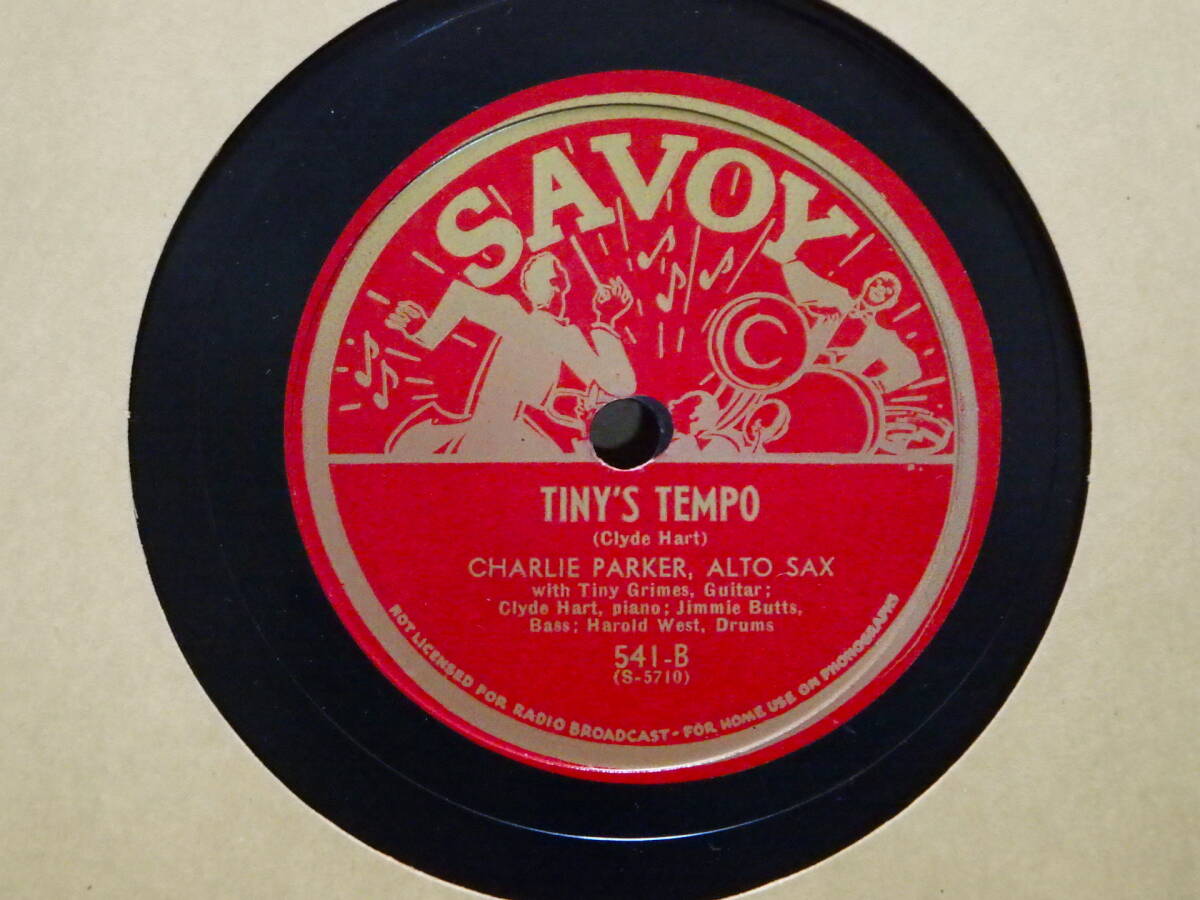 SAVOY
C
TINY'S TEMPO
(Clyde Hart)
CHARLIE PARKER, ALTO SAX
with Tiny Grimes, Guitar;
Clyde Hart, piano; Jimmie Butts,
Bass; Harold West, Drums
541-B
(S-5710)
NOT LICENSED FOR RADIO BROADCAST - FOR HOME USE ON PHONOGRAPHS